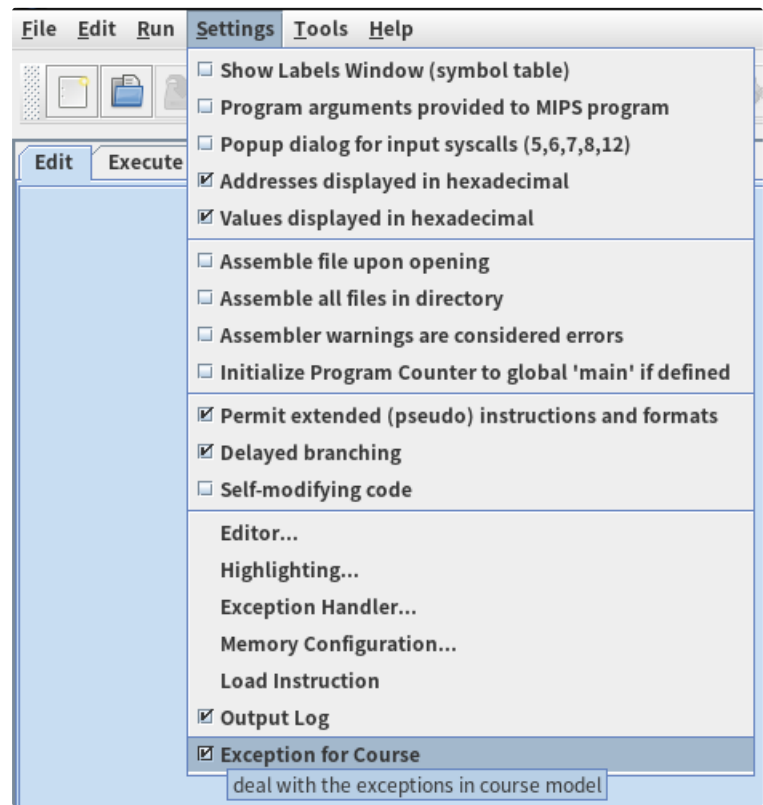 File Edit Run Settings Tools Help
Show Labels Window (symbol table)
Program arguments provided to MIPS program
Popup dialog for input syscalls (5,6,7,8,12)
Edit Execute
Addresses displayed in hexadecimal
Values displayed in hexadecimal
Assemble file upon opening
Assemble all files in directory
Assembler warnings are considered errors
Initialize Program Counter to global 'main' if defined
Permit extended (pseudo) instructions and formats
Delayed branching
Self-modifying code
Editor...
Highlighting...
Exception Handler...
Memory Configuration...
Load Instruction
Output Log
Exception for Course
deal with the exceptions in course model